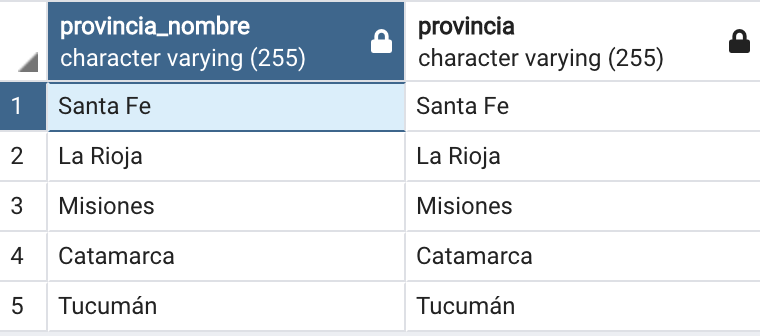 provincia_nombre provincia
character varying (255) character varying (255)
1 Santa Fe Santa Fe
2 La Rioja La Rioja
3 Misiones Misiones
4 Catamarca Catamarca
5 Tucumán Tucumán